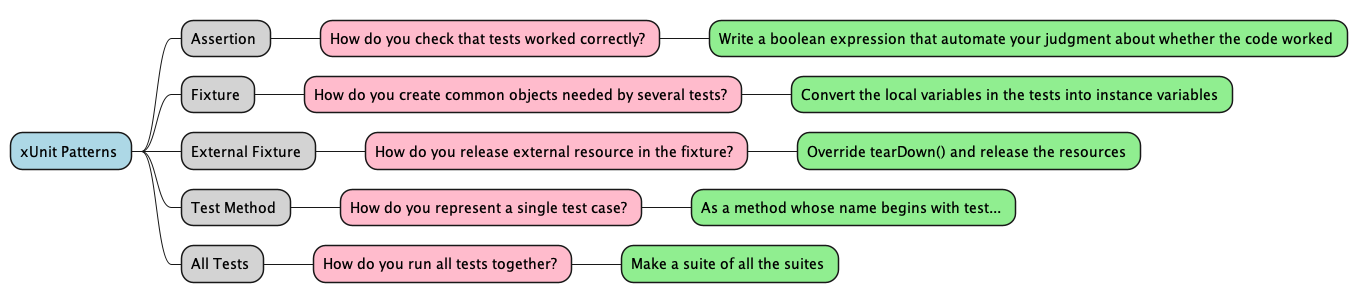 Assertion
How do you check that tests worked correctly?
Write a boolean expression that automate your judgment about whether the code worked
Fixture
How do you create common objects needed by several tests?
Convert the local variables in the tests into instance variables
xUnit Patterns
External Fixture
How do you release external resource in the fixture?
Override tearDown() and release the resources
Test Method
How do you represent a single test case?
As a method whose name begins with test...
All Tests
How do you run all tests together?
Make a suite of all the suites